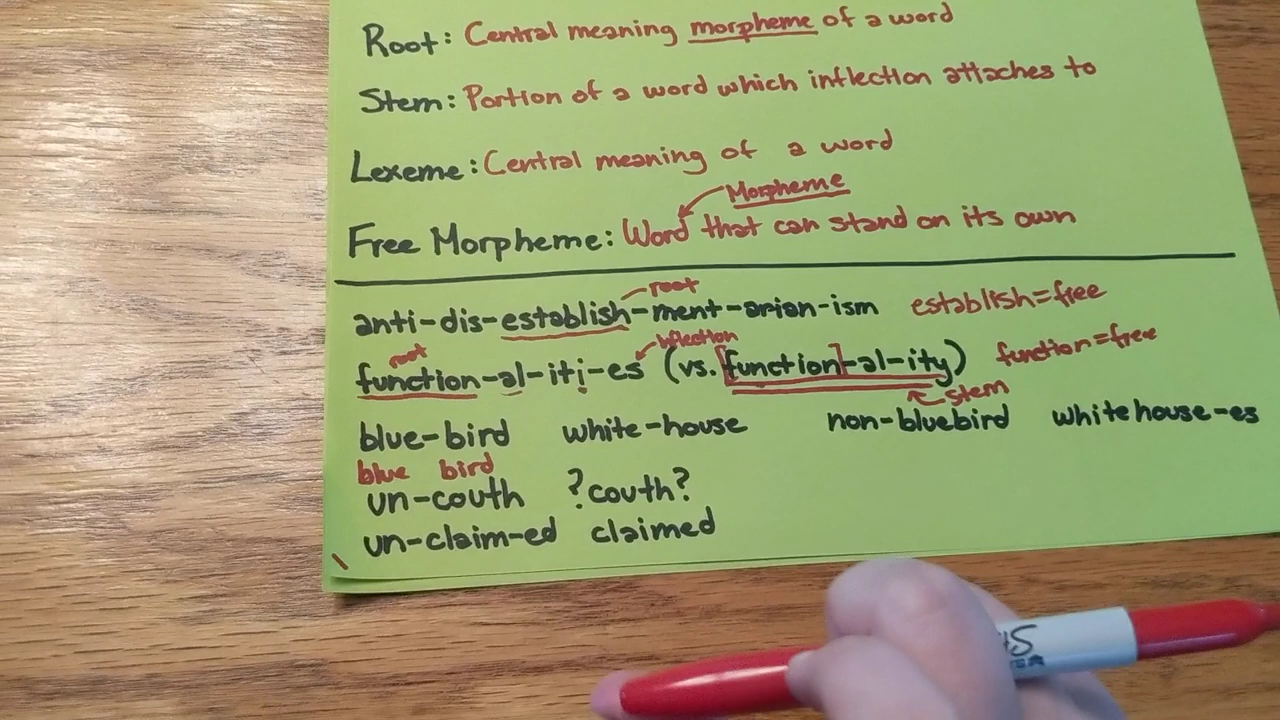 Root: Central meaning morpheme of a word
Stem: Portion of a word which inflection attaches to
Lexeme: Central meaning of a word
Morpheme
Free Morpheme: Word that can stand on its own
root
anti-dis-establish-ment-arian-ism establish=free
root inflection
function-al-iti-es (vs. [function]-al-ity) function=free
stem
blue-bird white-house non-bluebird whitehouse-es
blue bird
un-couth ?couth?
un-claim-ed claimed